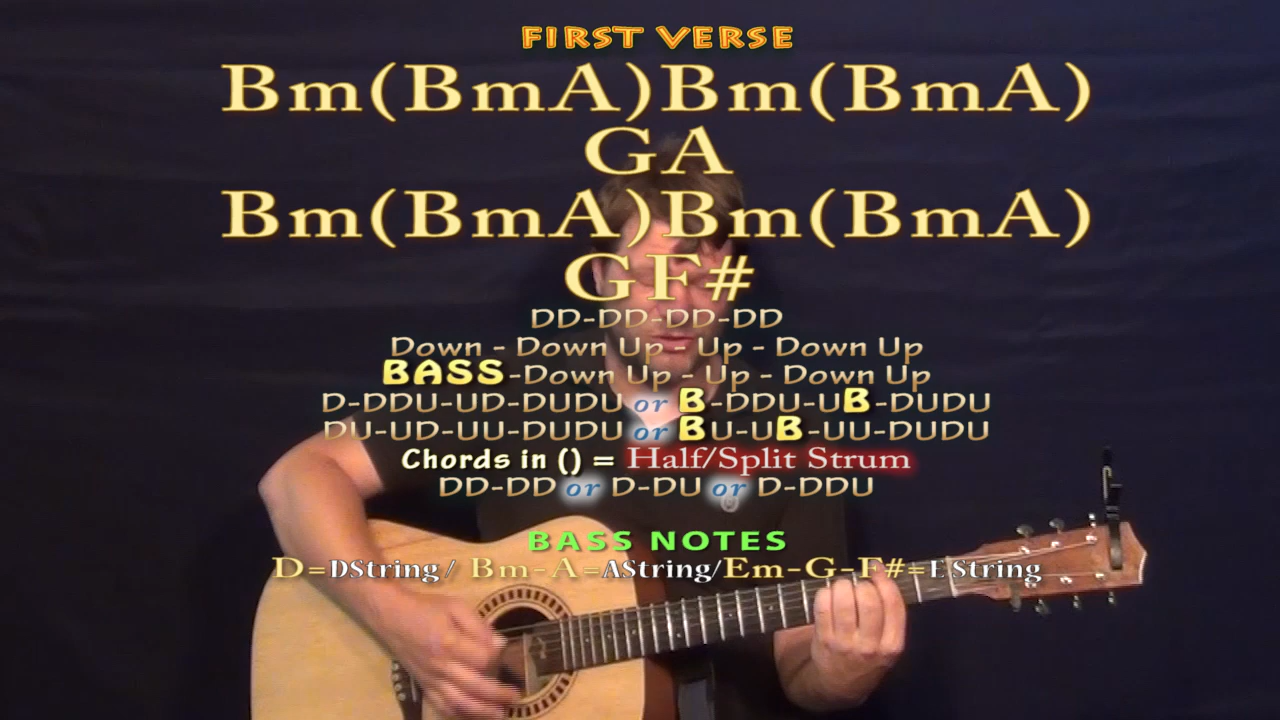 FIRST VERSE
Bm(BmA)Bm(BmA)
GA
Bm(BmA)Bm(BmA)
GF#
DD-DD-DD-DD
Down - Down Up - Up - Down Up
BASS-Down Up - Up - Down Up
D-DDU-UD-DUDU or B-DDU-UB-DUDU
DU-UD-UU-DUDU or BU-UB-UU-DUDU
Chords in () = Half/Split Strum
DD-DD or D-DU or D-DDU
BASS NOTES
D=DString/ Bm-A=AString/Em-G-F#=E String